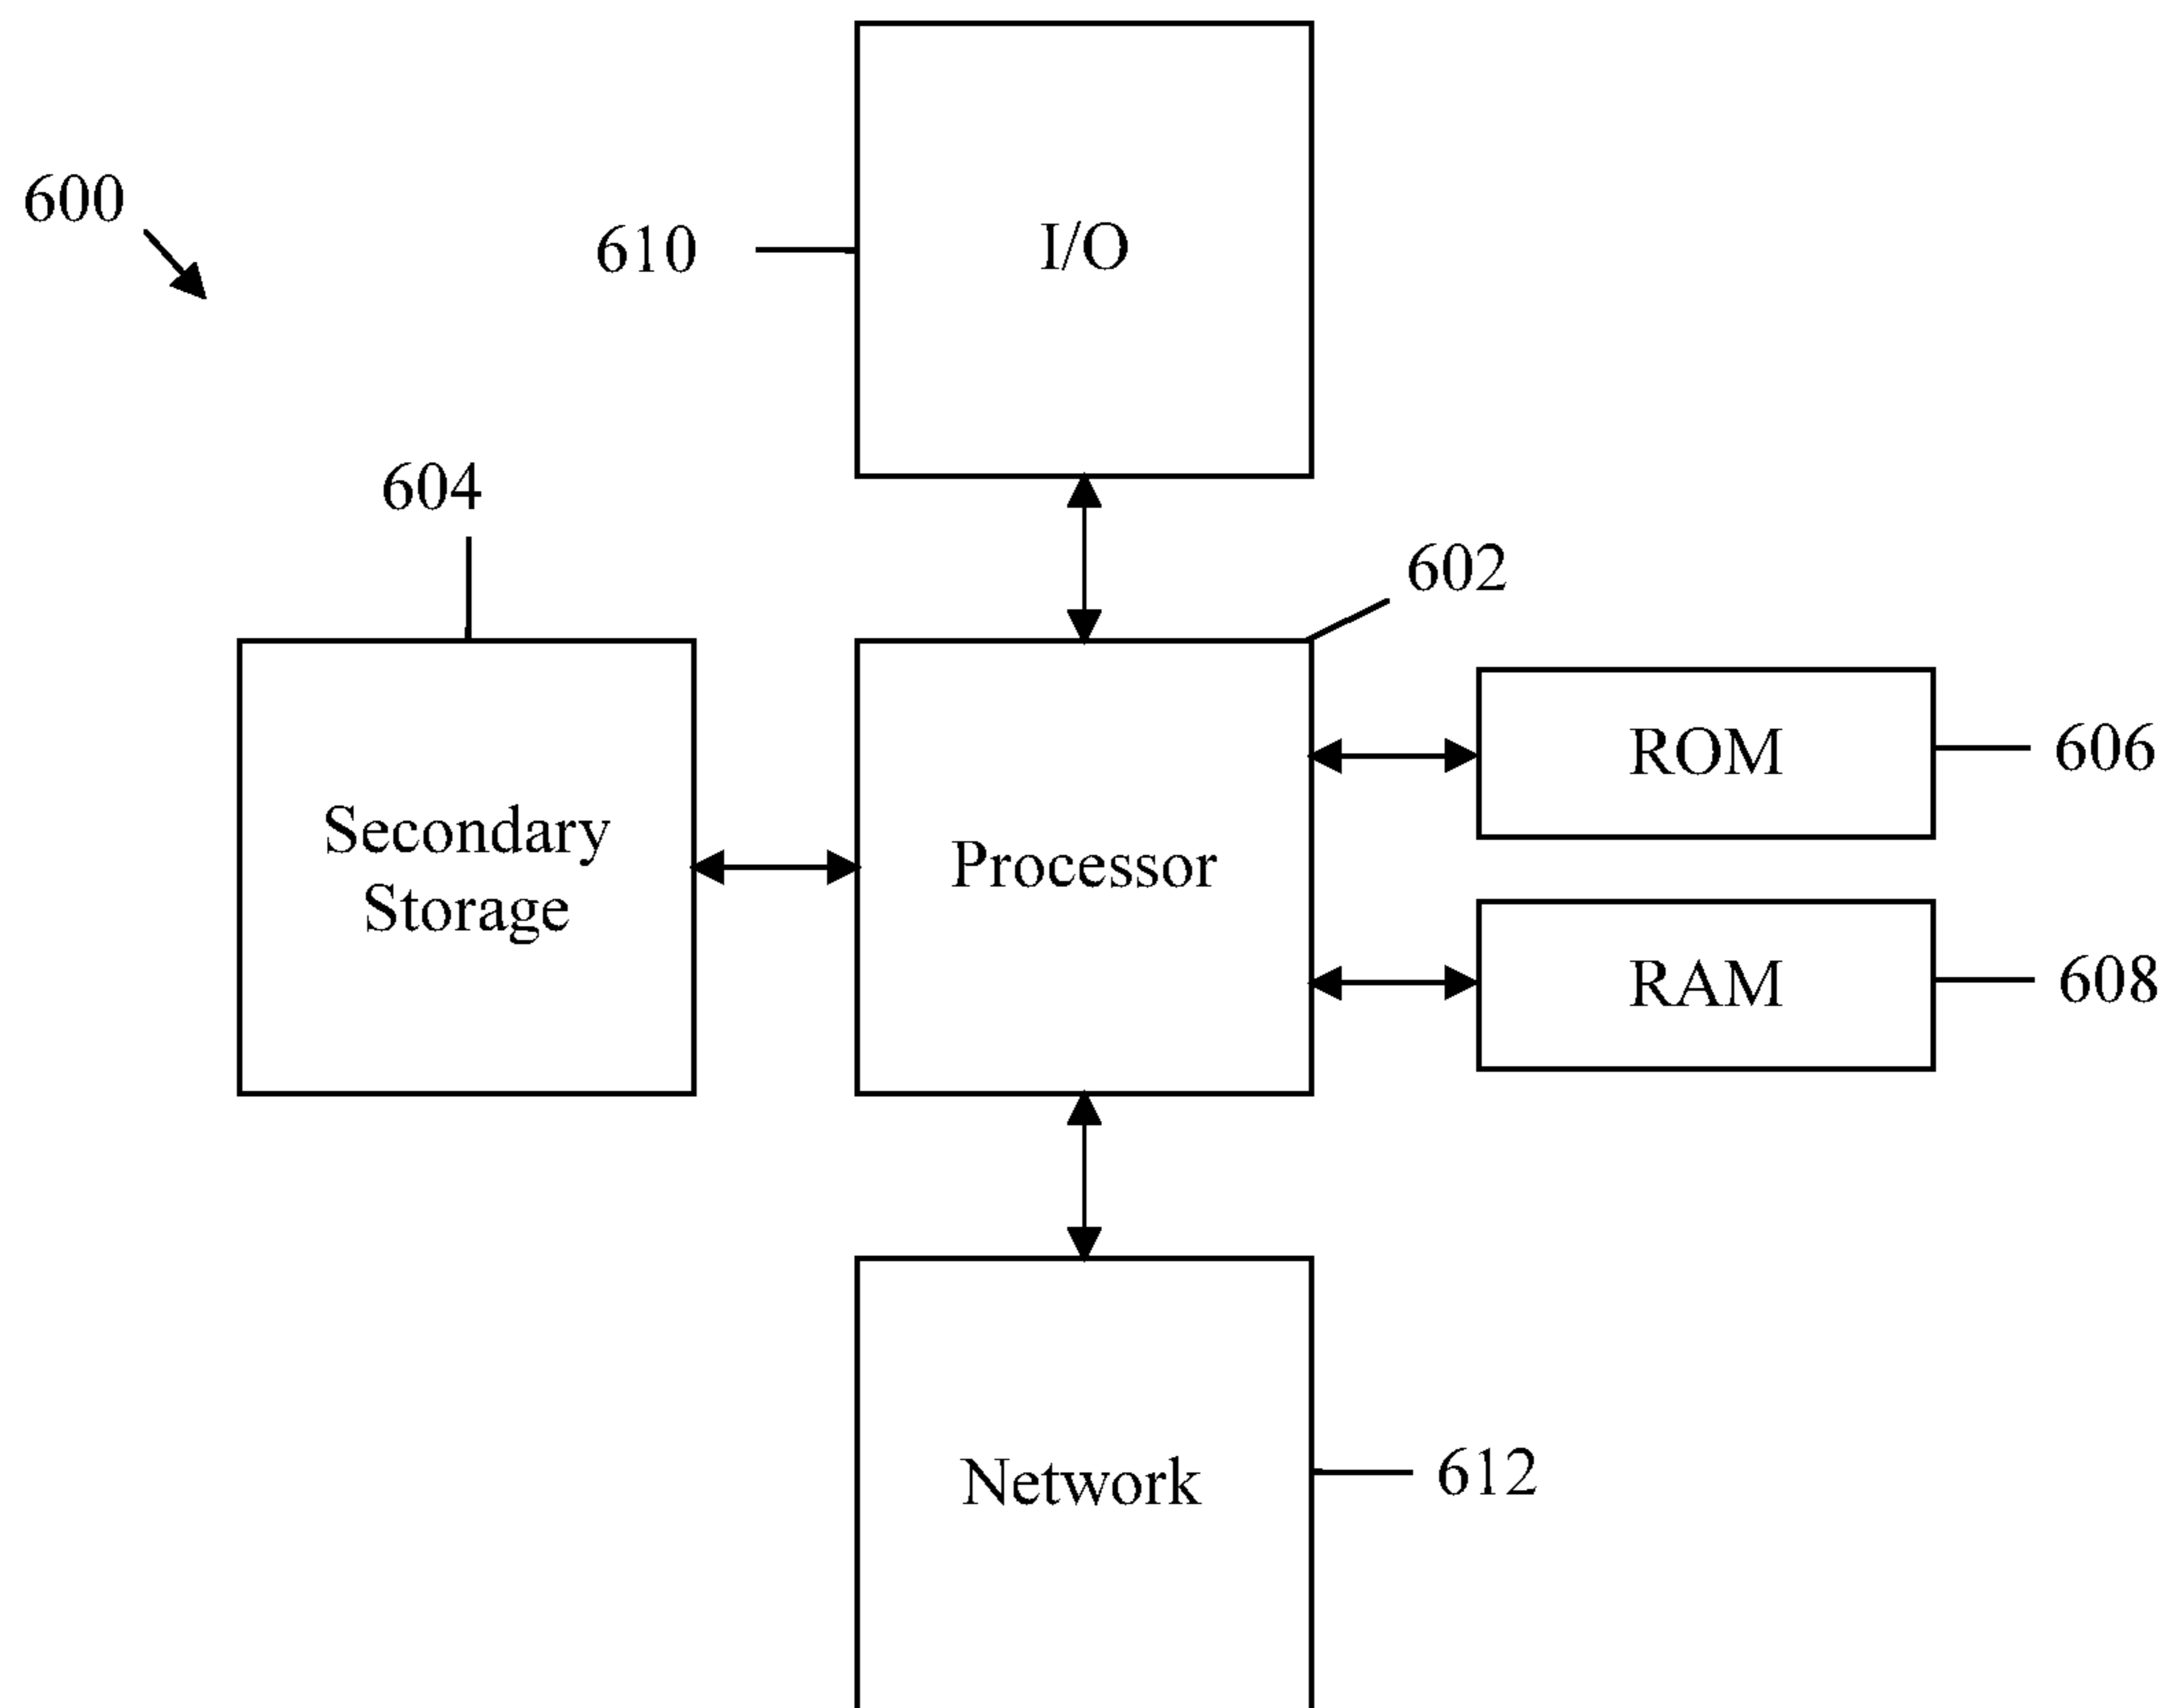 600
610
I/O
604
602
Secondary
Storage
Processor
ROM
606
RAM
608
Network
612